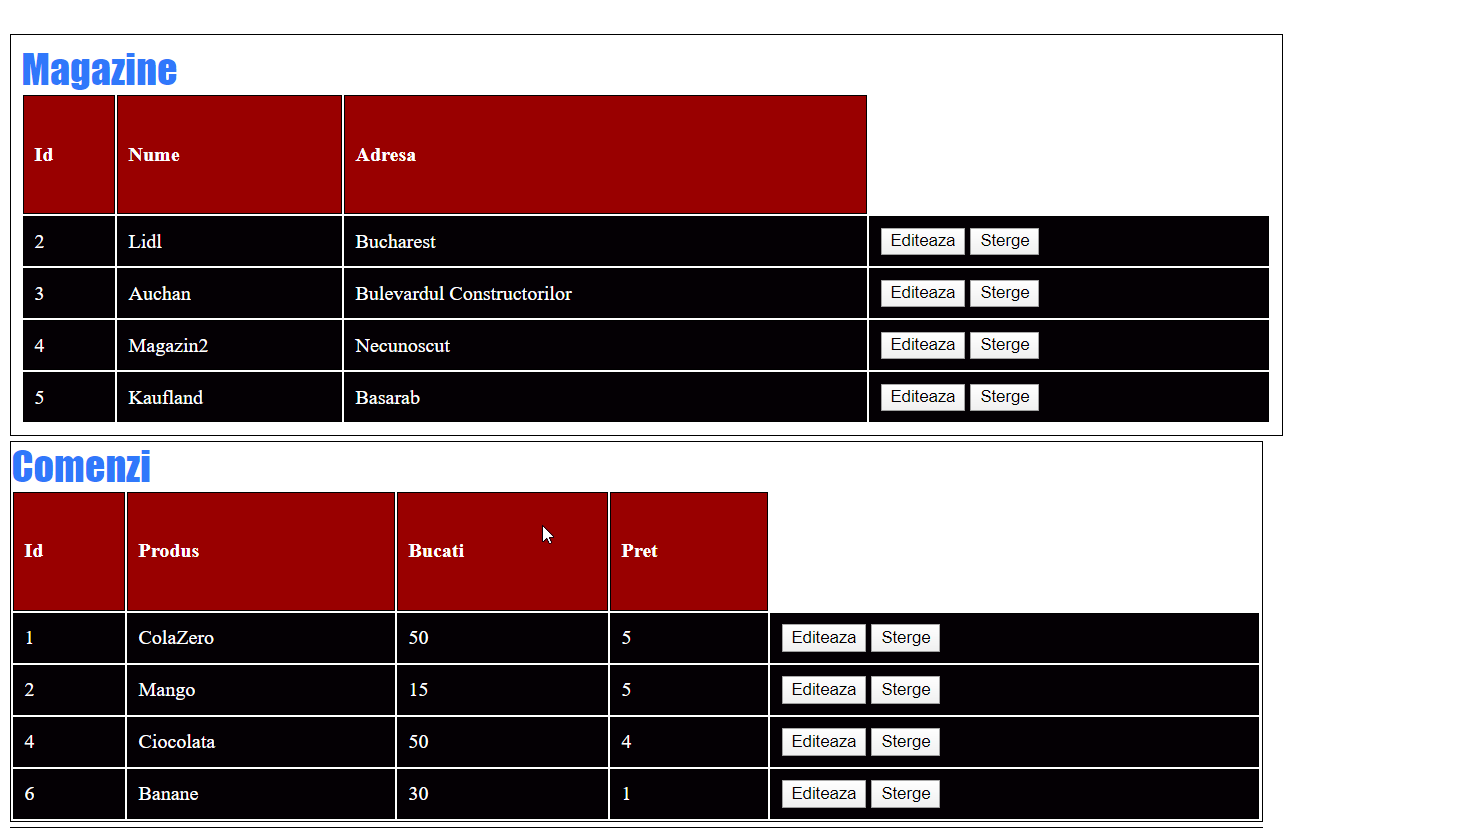 Magazine
Id Nume Adresa
2 Lidl Bucharest Editeaza Sterge
3 Auchan Bulevardul Constructorilor Editeaza Sterge
4 Magazin2 Necunoscut Editeaza Sterge
5 Kaufland Basarab Editeaza Sterge
Comenzi
Id Produs Bucati Pret
1 ColaZero 50 5 Editeaza Sterge
2 Mango 15 5 Editeaza Sterge
4 Ciocolata 50 4 Editeaza Sterge
6 Banane 30 1 Editeaza Sterge